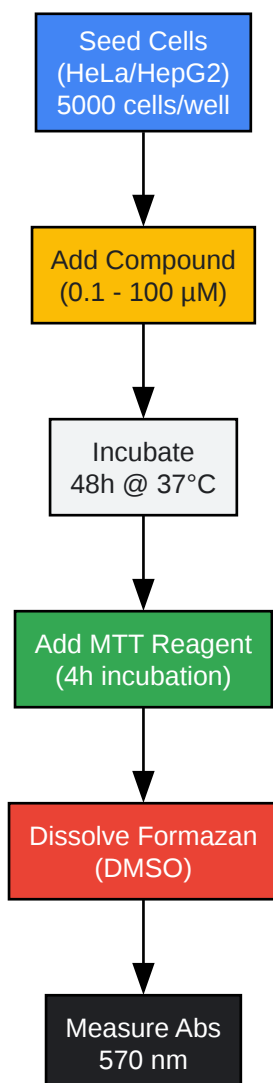 Seed Cells
(HeLa/HepG2)
5000 cells/well
Add Compound
(0.1 - 100 µM)
Incubate
48h @ 37°C
Add MTT Reagent
(4h incubation)
Dissolve Formazan
(DMSO)
Measure Abs
570 nm